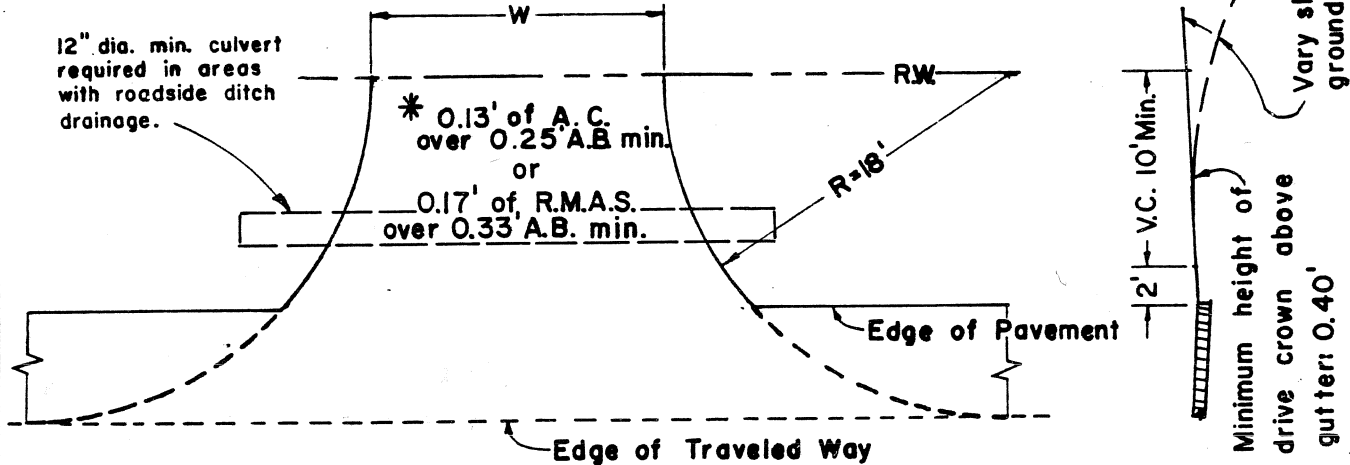 W
12" dia. min. culvert
required in areas
with roadside ditch
drainage.
R.W.
* 0.13' of A.C.
over 0.25' A.B. min.
or
0.17' of R.M.A.S.
over 0.33' A.B. min.
R=18'
Edge of Pavement
Edge of Traveled Way
V.C. 10' Min.
2'
Vary
ground
Minimum height of
drive crown above
gutter: 0.40'